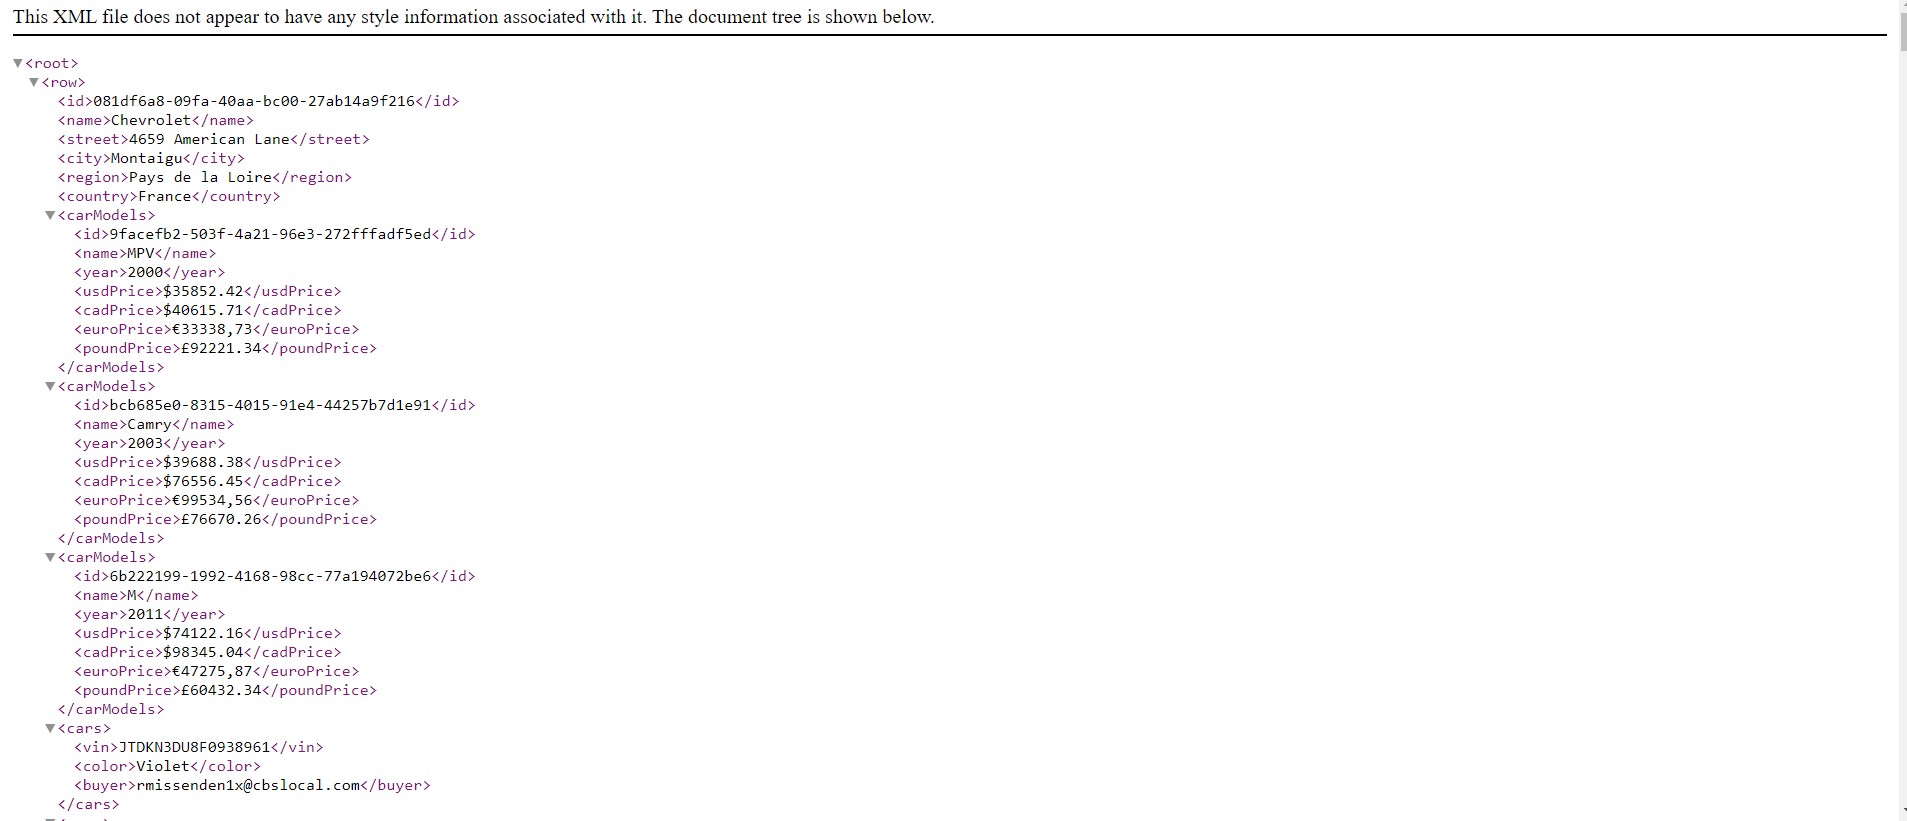 This XML file does not appear to have any style information associated with it. The document tree is shown below.
▼<root>
▼<row>
<id>081df6a8-09fa-40aa-bc00-27ab14a9f216</id>
<name>Chevrolet</name>
<street>4659 American Lane</street>
<city>Montaigu</city>
<region>Pays de la Loire</region>
<country>France</country>
▼<carModels>
<id>9facefb2-503f-4a21-96e3-272fffadf5ed</id>
<name>MPV</name>
<year>2000</year>
<usdPrice>$35852.42</usdPrice>
<cadPrice>$40615.71</cadPrice>
<euroPrice>€33338,73</euroPrice>
<poundPrice>£92221.34</poundPrice>
</carModels>
▼<carModels>
<id>bcb685e0-8315-4015-91e4-44257b7d1e91</id>
<name>Camry</name>
<year>2003</year>
<usdPrice>$39688.38</usdPrice>
<cadPrice>$76556.45</cadPrice>
<euroPrice>€99534,56</euroPrice>
<poundPrice>£76670.26</poundPrice>
</carModels>
▼<carModels>
<id>6b222199-1992-4168-98cc-77a194072be6</id>
<name>M</name>
<year>2011</year>
<usdPrice>$74122.16</usdPrice>
<cadPrice>$98345.04</cadPrice>
<euroPrice>€47275,87</euroPrice>
<poundPrice>£60432.34</poundPrice>
</carModels>
▼<cars>
<vin>JTDKN3DU8F0938961</vin>
<color>Violet</color>
<buyer>rmissenden1x@cbslocal.com</buyer>
</cars>